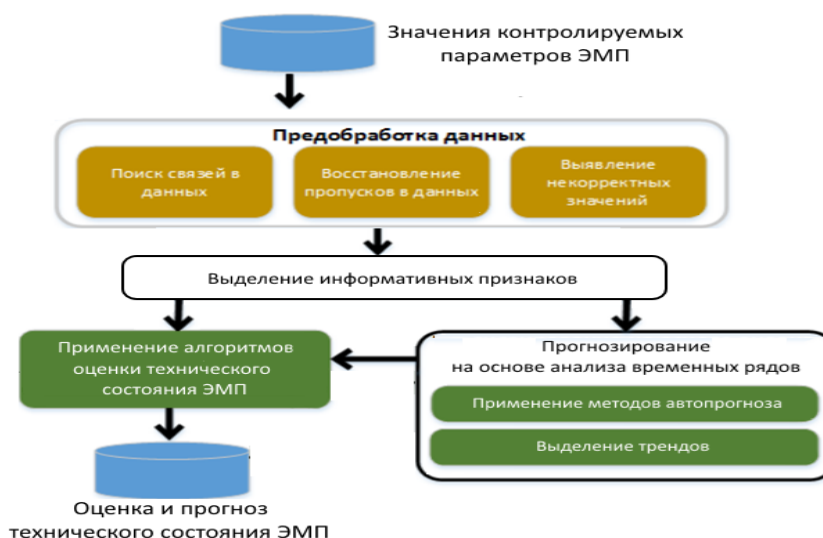 Значения контролируемых
параметров ЭМП
Предобработка данных
Поиск связей в
данных
Восстановление
пропусков в данных
Выявление
некорректных
значений
Выделение информативных признаков
Применение алгоритмов
оценки технического
состояния ЭМП
Прогнозирование
на основе анализа временных рядов
Применение методов автопрогноза
Выделение трендов
Оценка и прогноз
технического состояния ЭМП